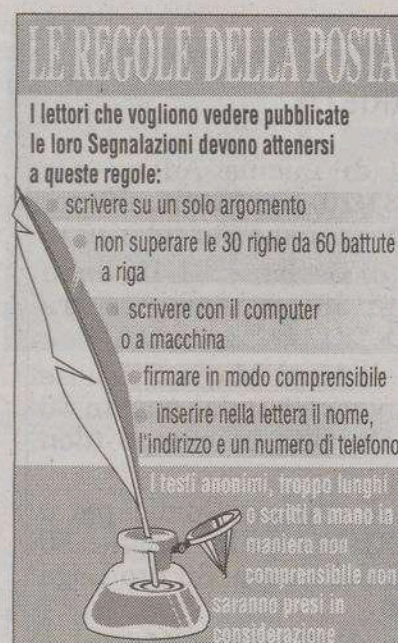 LE REGOLE DELLA POSTA
I lettori che vogliono vedere pubblicate
le loro Segnalazioni devono attenersi
a queste regole:
scrivere su un solo argomento
non superare le 30 righe da 60 battute
a riga
scrivere con il computer
o a macchina
firmare in modo comprensibile
inserire nella lettera il nome,
l'indirizzo e un numero di telefono
I testi anonimi, troppo lunghi
o scritti a mano in
maniera non
comprensibile non
saranno presi in
considerazione